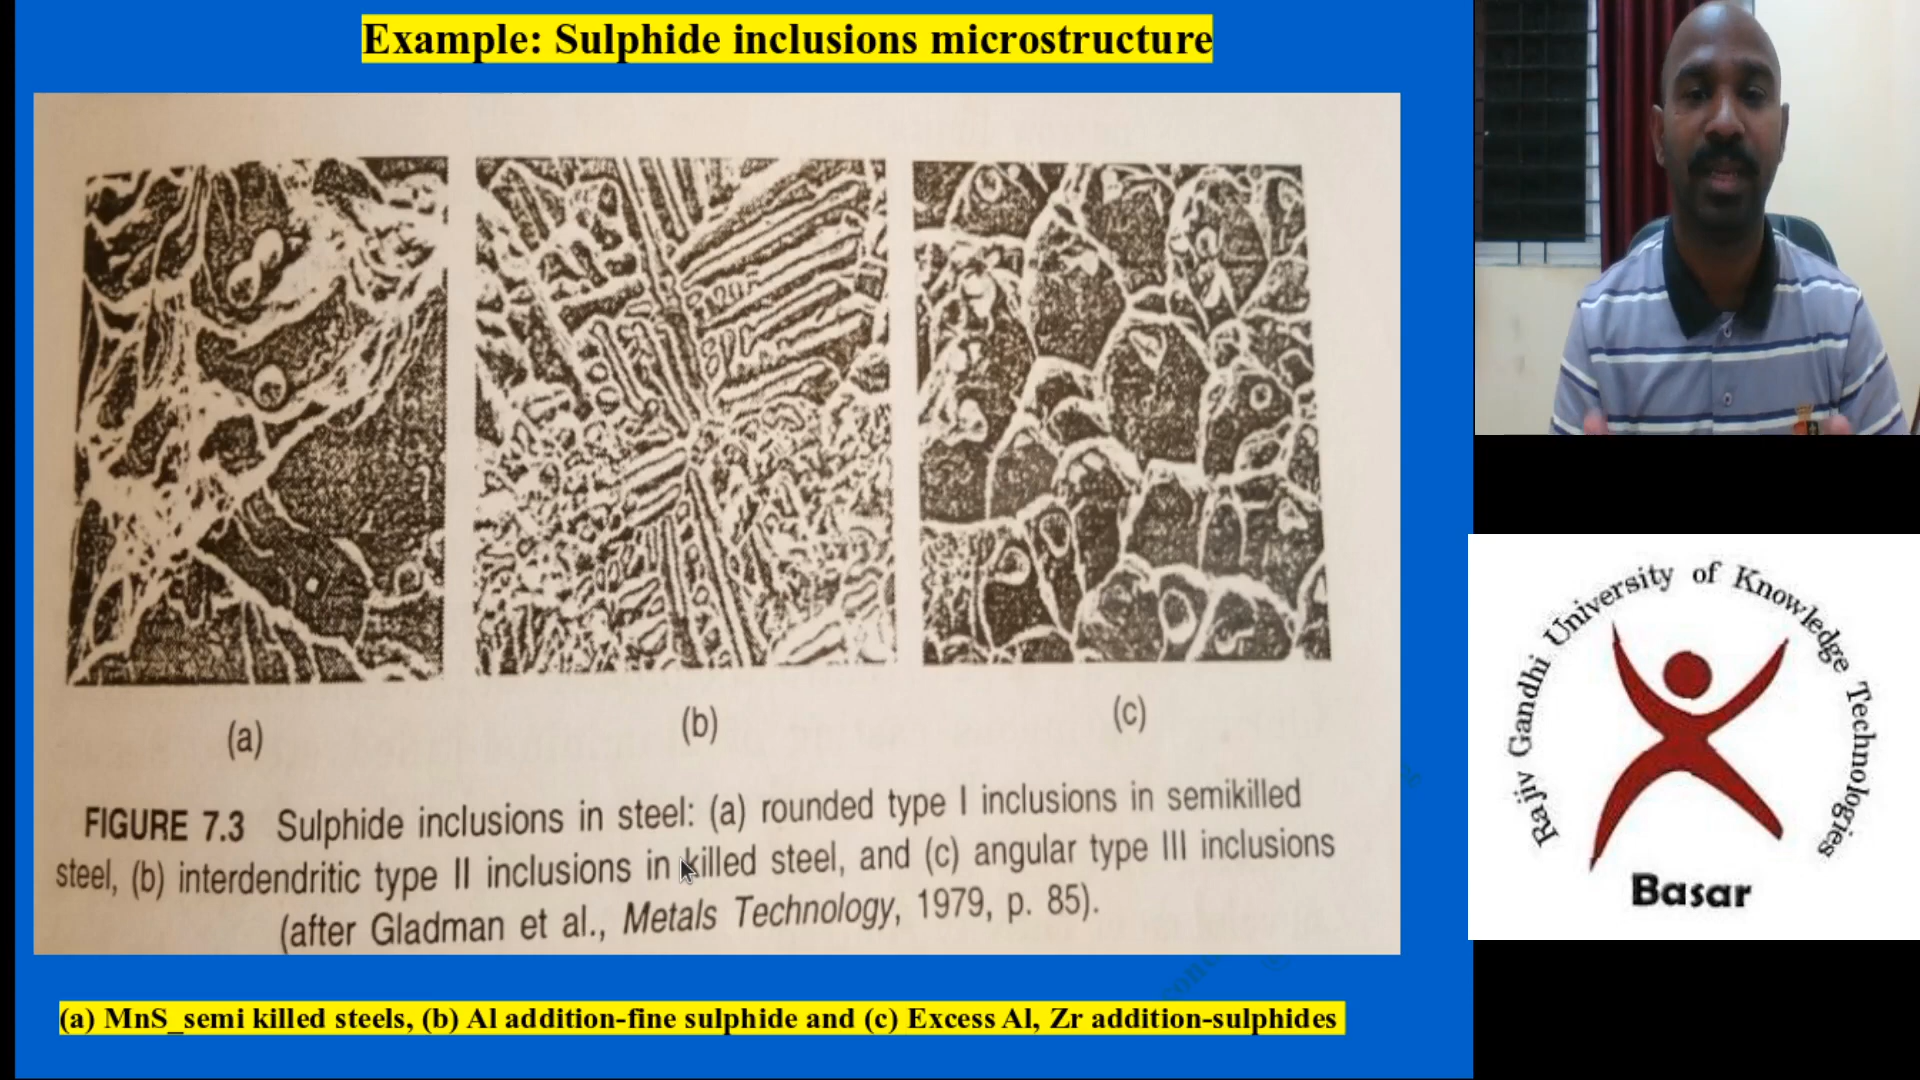 Example: Sulphide inclusions microstructure
(a)
(b)
(c)
FIGURE 7.3 Sulphide inclusions in steel: (a) rounded type I inclusions in semikilled
steel, (b) interdendritic type II inclusions in killed steel, and (c) angular type III inclusions
(after Gladman et al., Metals Technology, 1979, p. 85).
(a) MnS_semi killed steels, (b) Al addition-fine sulphide and (c) Excess Al, Zr addition-sulphides
Rajiv Gandhi University of Knowledge Technologies
Basar